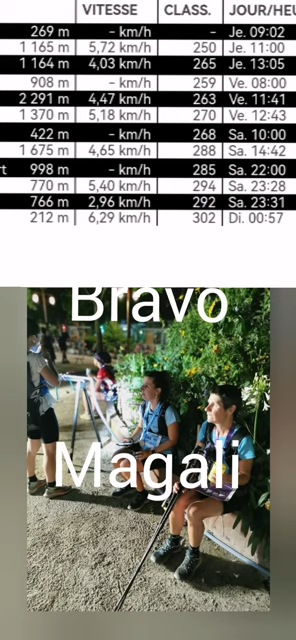 VITESSE CLASS. JOUR/HEU
269 m - km/h - Je. 09:02
1 165 m 5,72 km/h 250 Je. 11:00
1 164 m 4,03 km/h 265 Je. 13:05
908 m - km/h 259 Ve. 08:00
2 291 m 4,47 km/h 263 Ve. 11:41
1 370 m 5,18 km/h 270 Ve. 12:43
422 m - km/h 268 Sa. 10:00
1 675 m 4,65 km/h 288 Sa. 14:42
rt 998 m - km/h 285 Sa. 22:00
770 m 5,40 km/h 294 Sa. 23:28
766 m 2,96 km/h 292 Sa. 23:31
212 m 6,29 km/h 302 Di. 00:57
Bravo
Magali